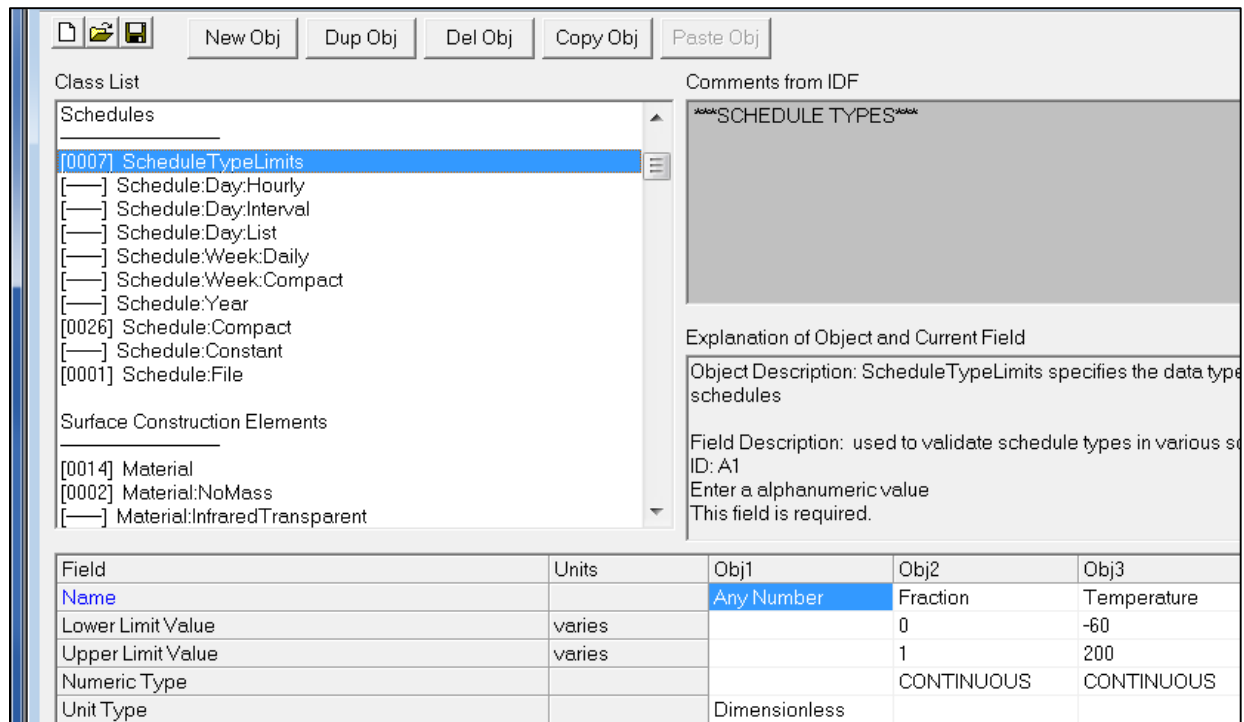 New Obj Dup Obj Del Obj Copy Obj Paste Obj
Class List
Schedules
[0007] ScheduleTypeLimits
[------] Schedule:Day:Hourly
[------] Schedule:Day:Interval
[------] Schedule:Day:List
[------] Schedule:Week:Daily
[------] Schedule:Week:Compact
[------] Schedule:Year
[0026] Schedule:Compact
[------] Schedule:Constant
[0001] Schedule:File
Surface Construction Elements
[0014] Material
[0002] Material:NoMass
[------] Material:InfraredTransparent
Comments from IDF
***SCHEDULE TYPES***
Explanation of Object and Current Field
Object Description: ScheduleTypeLimits specifies the data type
schedules
Field Description: used to validate schedule types in various sc
ID: A1
Enter a alphanumeric value
This field is required.
Field Units Obj1 Obj2 Obj3
Name Any Number Fraction Temperature
Lower Limit Value varies 0 -60
Upper Limit Value varies 1 200
Numeric Type CONTINUOUS CONTINUOUS
Unit Type Dimensionless